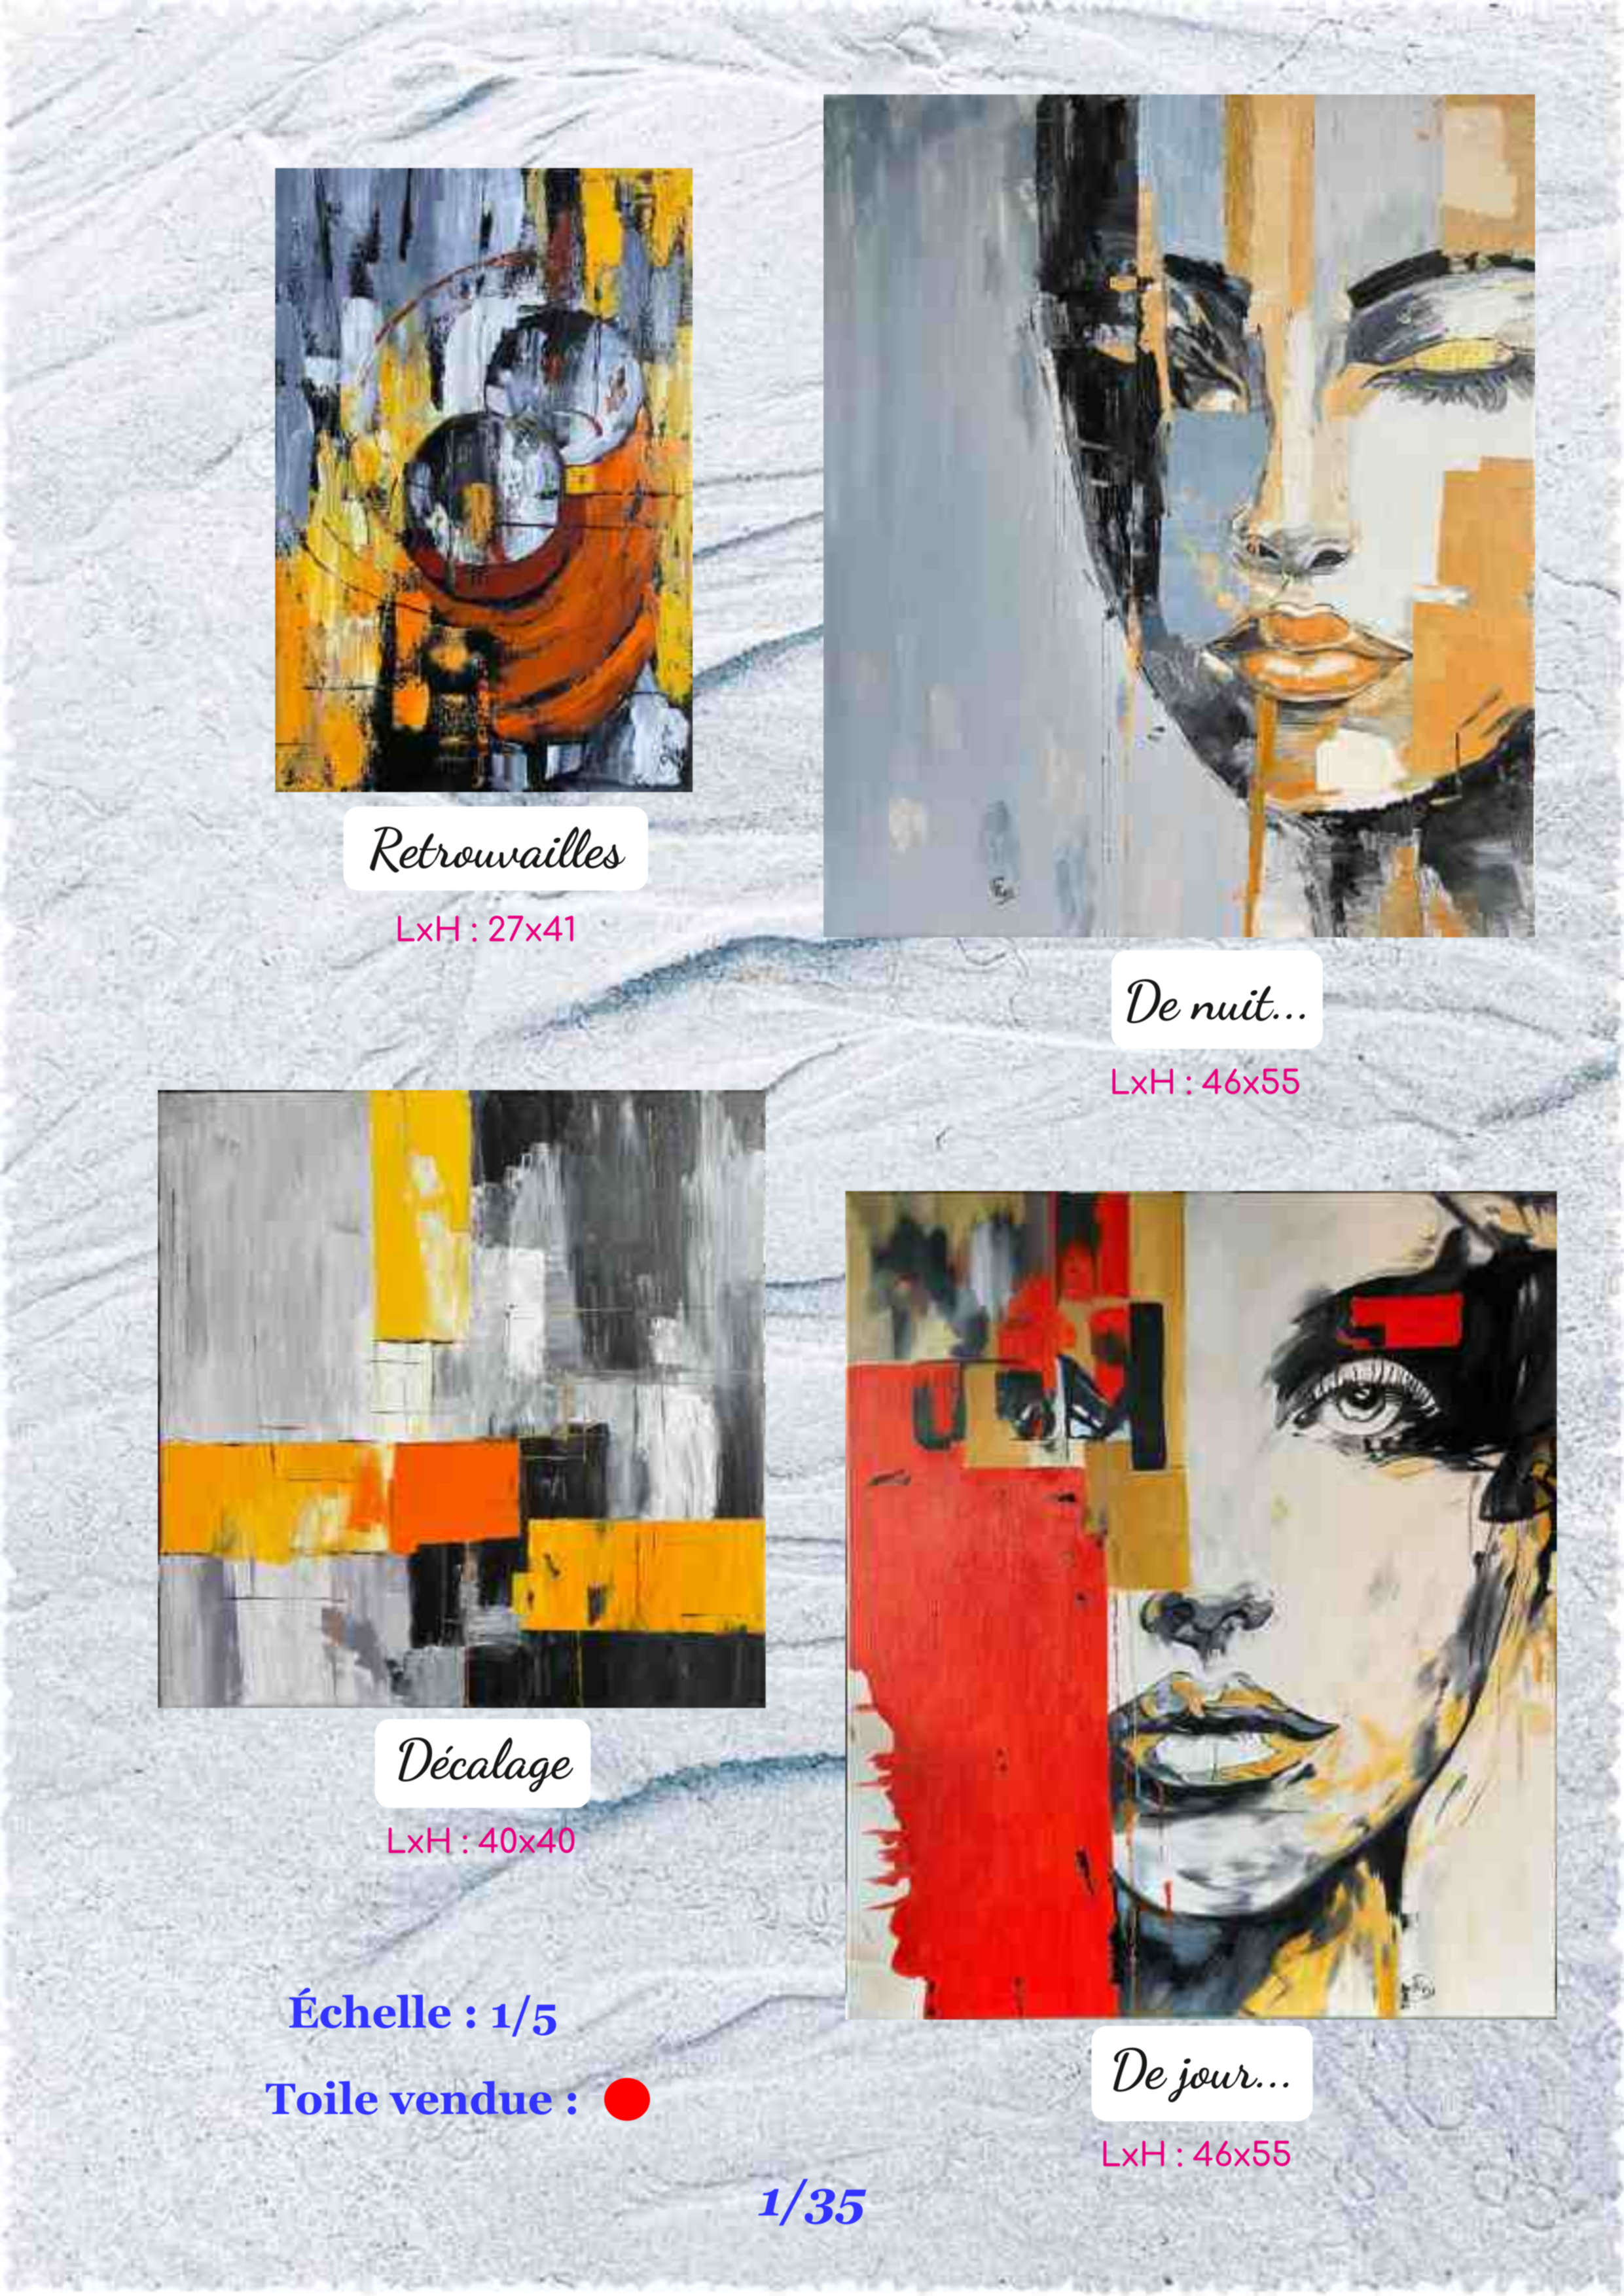 Retrouvailles
LxH : 27x41
De nuit...
LxH : 46x55
Décalage
LxH : 40x40
De jour...
LxH : 46x55
Échelle : 1/5
Toile vendue :
1/35